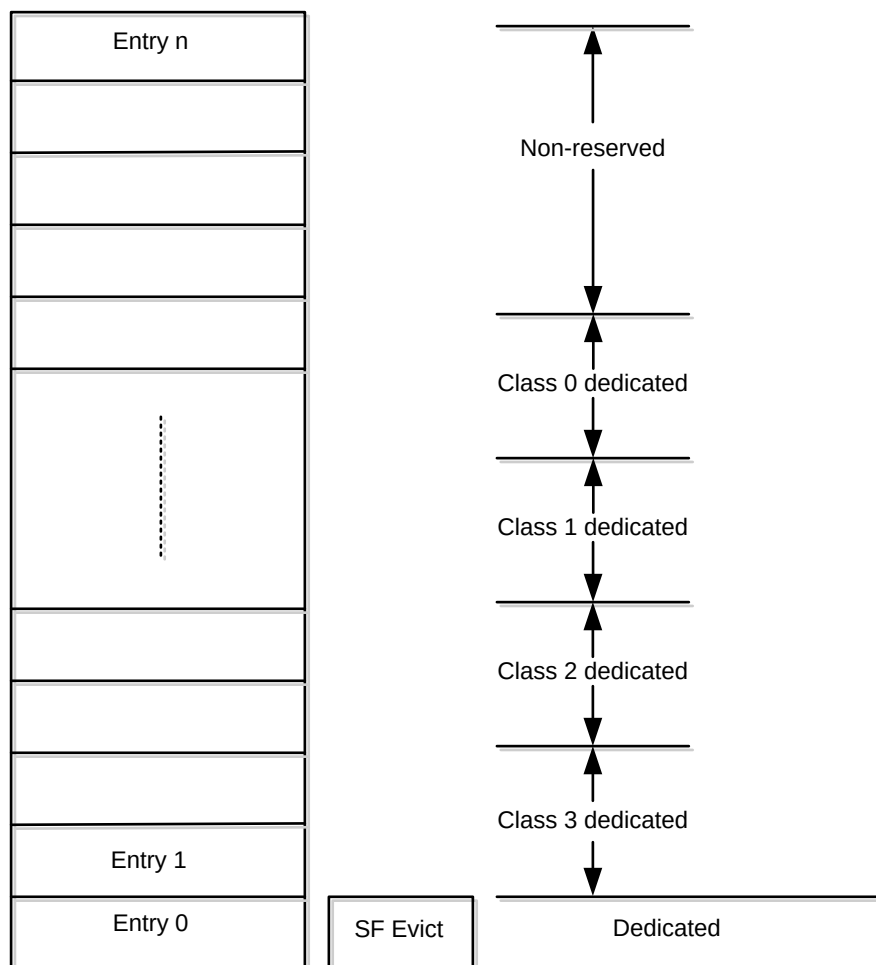 Entry n
Non-reserved
Class 0 dedicated
Class 1 dedicated
Class 2 dedicated
Class 3 dedicated
Entry 1
Entry 0
SF Evict
Dedicated